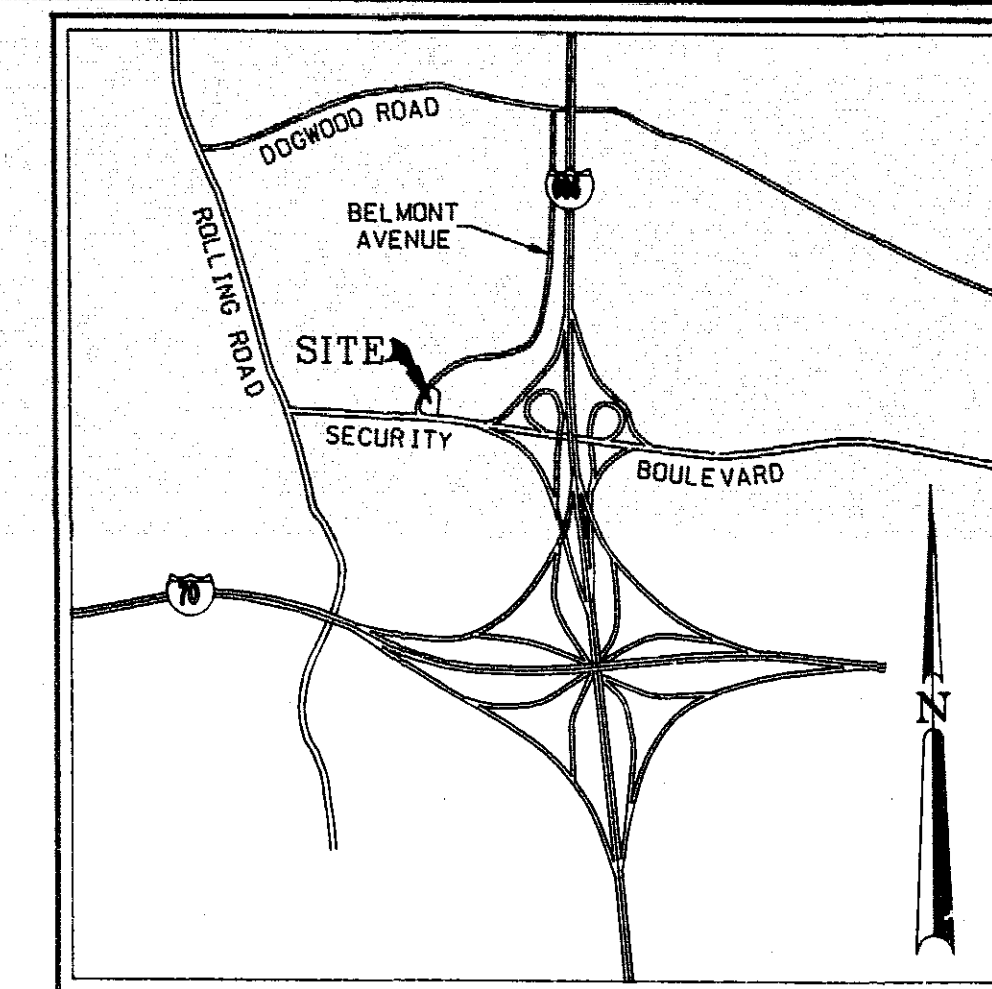 DOGWOOD ROAD
BELMONT
AVENUE
ROLLING ROAD
SITE
SECURITY
BOULEVARD
70
N